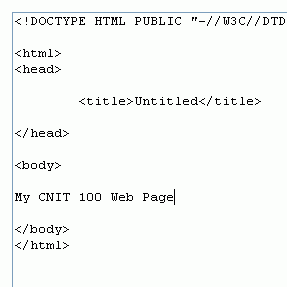 <!DOCTYPE HTML PUBLIC "-//W3C//DTD
<html>
<head>
<title>Untitled</title>
</head>
<body>
My CNIT 100 Web Page
</body>
</html>